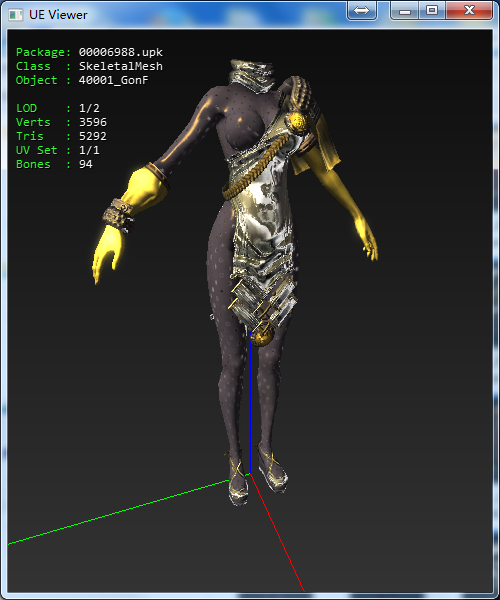 UE Viewer
Package: 00006988.upk
Class  : SkeletalMesh
Object : 40001_GonF
LOD    : 1/2
Verts  : 3596
Tris   : 5292
UV Set : 1/1
Bones  : 94